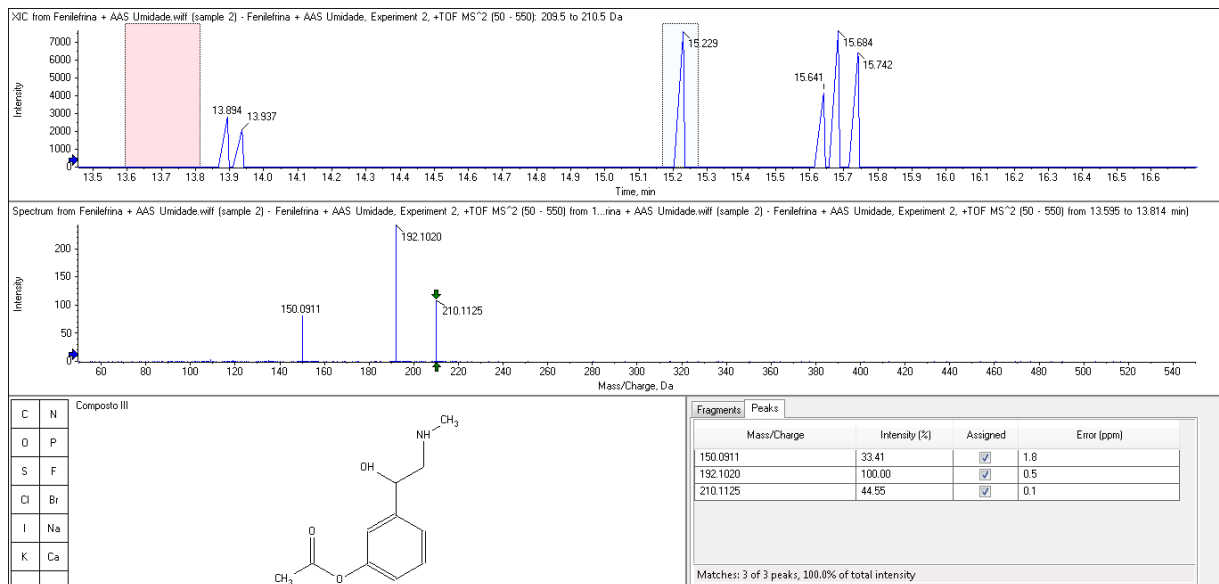 XIC from Fenilefrina + AAS Umidade.wiff (sample 2) - Fenilefrina + AAS Umidade, Experiment 2, +TOF MS^2 (50 - 550): 209.5 to 210.5 Da
7000
6000
5000
4000
3000
2000
1000
0
Intensity
13.894
13.937
15.229
15.641
15.684
15.742
13.5 13.6 13.7 13.8 13.9 14.0 14.1 14.2 14.3 14.4 14.5 14.6 14.7 14.8 14.9 15.0 15.1 15.2 15.3 15.4 15.5 15.6 15.7 15.8 15.9 16.0 16.1 16.2 16.3 16.4 16.5 16.6
Time, min
Spectrum from Fenilefrina + AAS Umidade.wiff (sample 2) - Fenilefrina + AAS Umidade, Experiment 2, +TOF MS^2 (50 - 550) from 1...rina + AAS Umidade.wiff (sample 2) - Fenilefrina + AAS Umidade, Experiment 2, +TOF MS^2 (50 - 550) from 13.595 to 13.814 min)
200
150
100
50
0
Intensity
192.1020
150.0911
210.1125
60 80 100 120 140 160 180 200 220 240 260 280 300 320 340 360 380 400 420 440 460 480 500 520 540
Mass/Charge, Da
C N
O P
S F
Cl Br
I Na
K Ca
Composto III
CH3
NH
OH
O
CH3
O
Fragments Peaks
Mass/Charge Intensity (%) Assigned Error (ppm)
150.0911 33.41 1.8
192.1020 100.00 0.5
210.1125 44.55 0.1
Matches: 3 of 3 peaks, 100.0% of total intensity